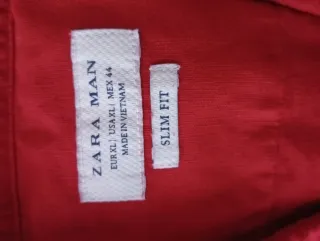 ZARA MAN
EUR XL / USA XL / MEX 44
MADE IN VIETNAM
SLIM FIT